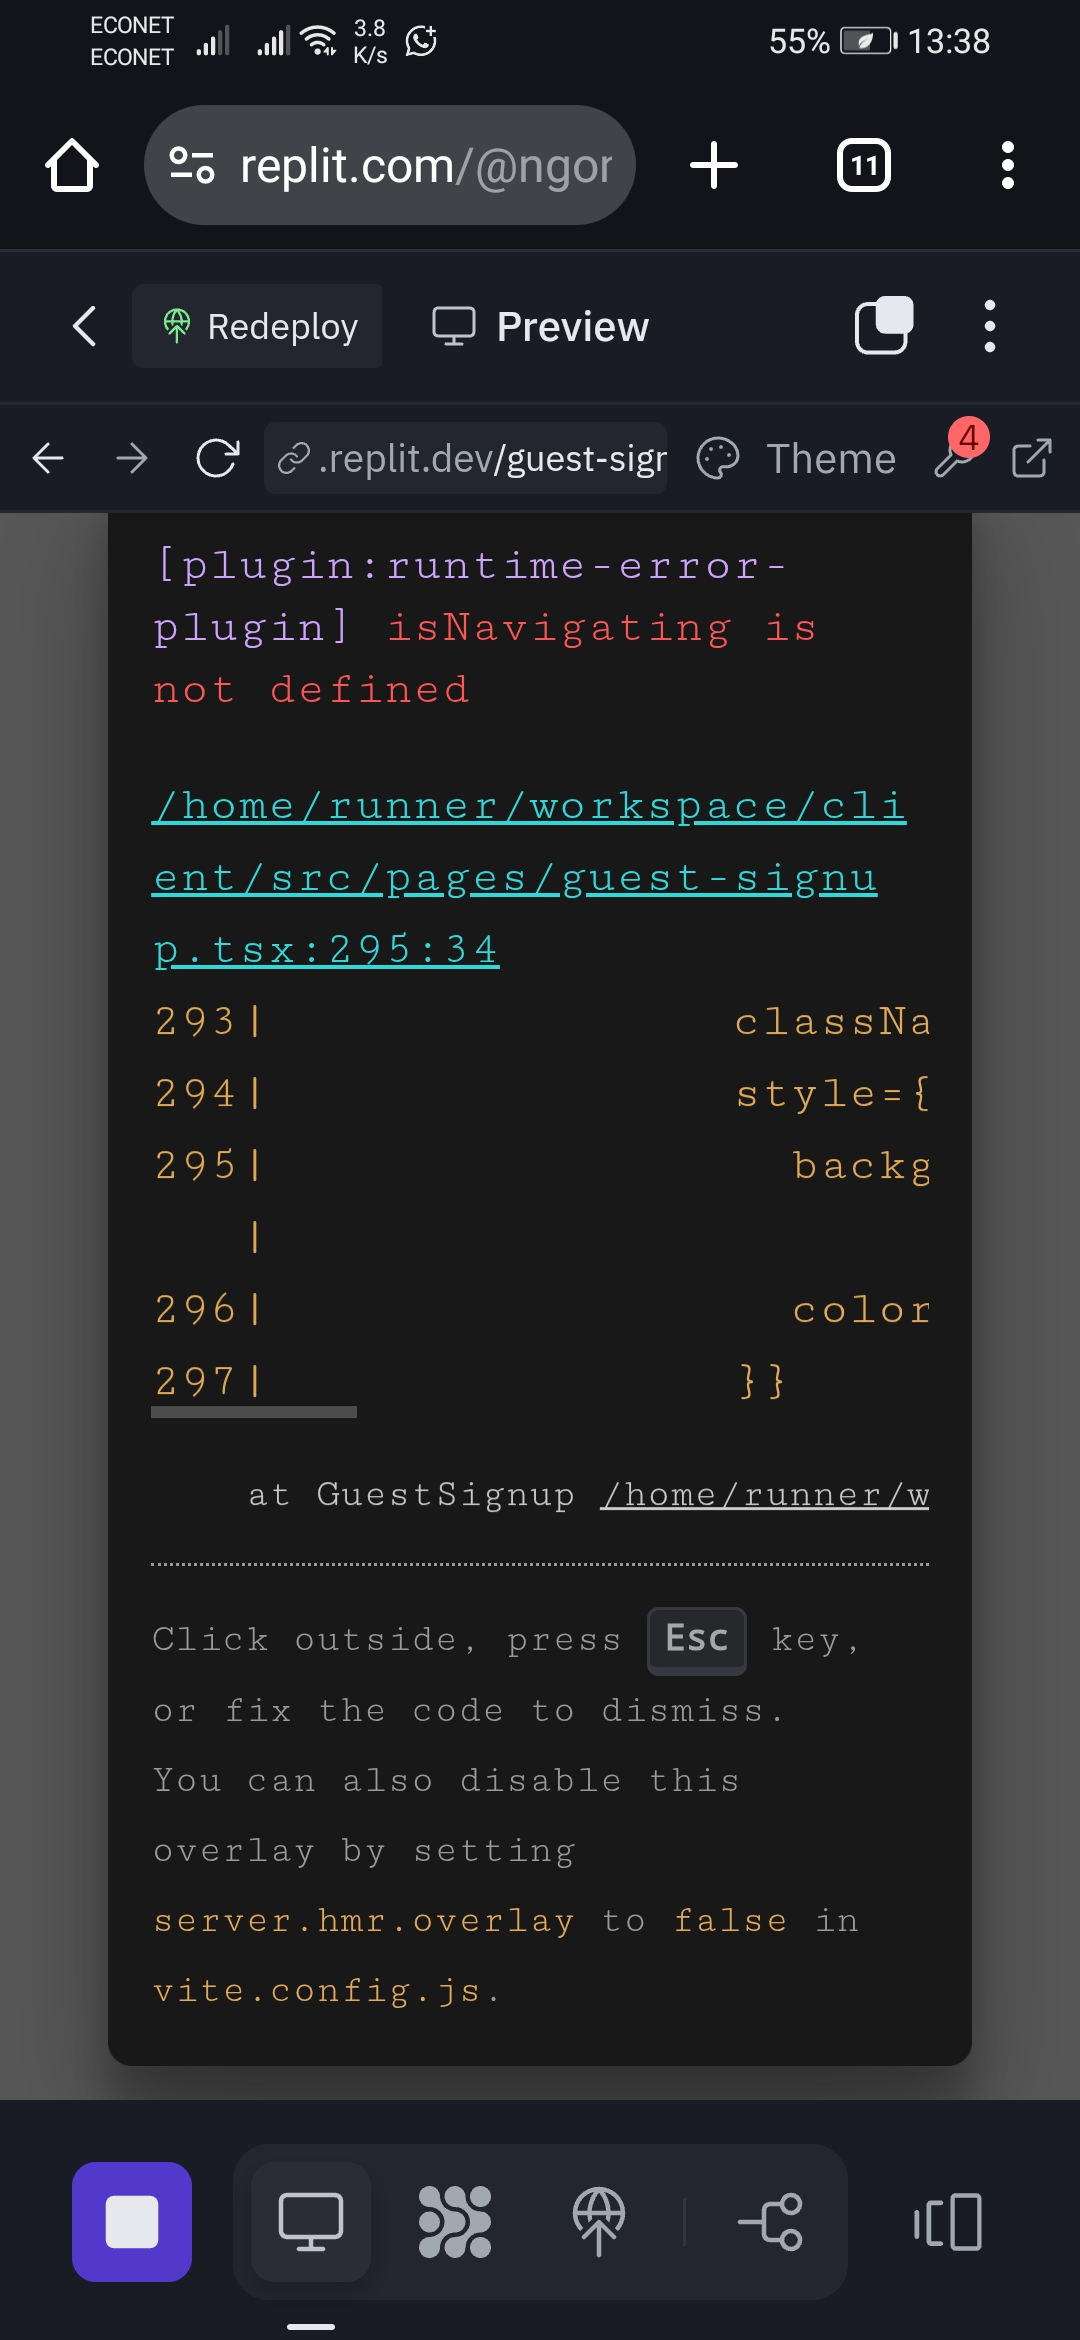 ECONET
ECONET
3.8
K/s
55%
13:38
replit.com/@ngor
11
Redeploy
Preview
.replit.dev/guest-sign
Theme
4
[plugin:runtime-error-
plugin] isNavigating is
not defined
/home/runner/workspace/cli
ent/src/pages/guest-signu
p.tsx:295:34
293| classNa
294| style={
295| backg
|
296| color
297| }}
at GuestSignup /home/runner/w
Click outside, press Esc key,
or fix the code to dismiss.
You can also disable this
overlay by setting
server.hmr.overlay to false in
vite.config.js.